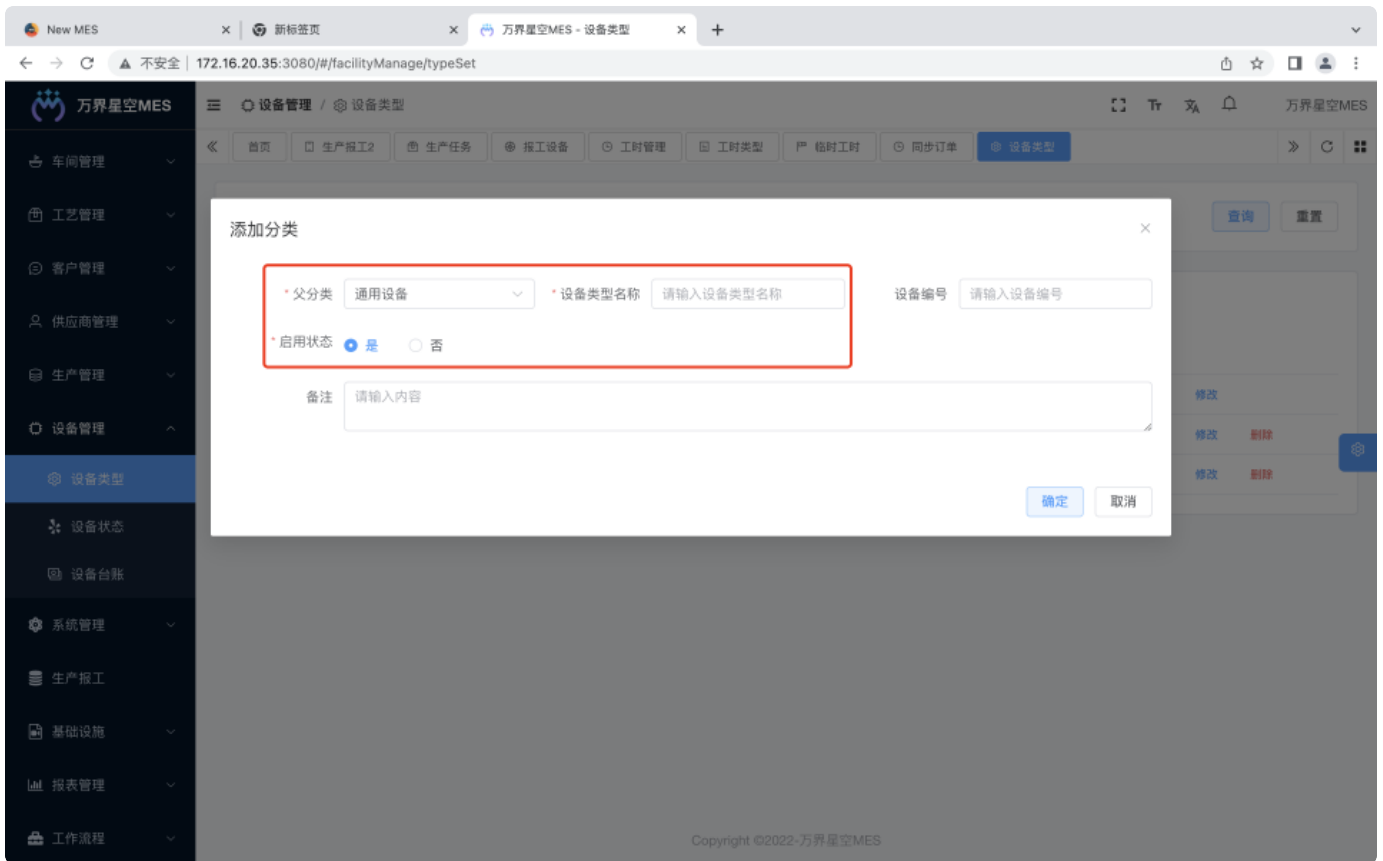 New MES
新标签页
万界星空MES - 设备类型
不安全 172.16.20.35:3080/#/facilityManage/typeSet
万界星空MES
设备管理 / 设备类型
万界星空MES
首页 生产报工2 生产任务 报工设备 工时管理 工时类型 临时工时 同步订单 设备类型
车间管理
工艺管理
客户管理
供应商管理
生产管理
设备管理
设备类型
设备状态
设备台账
系统管理
生产报工
基础设施
报表管理
工作流程
查询 重置
添加分类
*父分类 通用设备 *设备类型名称 请输入设备类型名称 设备编号 请输入设备编号
*启用状态 是 否
备注 请输入内容
确定 取消
修改
修改 删除
修改 删除
Copyright ©2022-万界星空MES